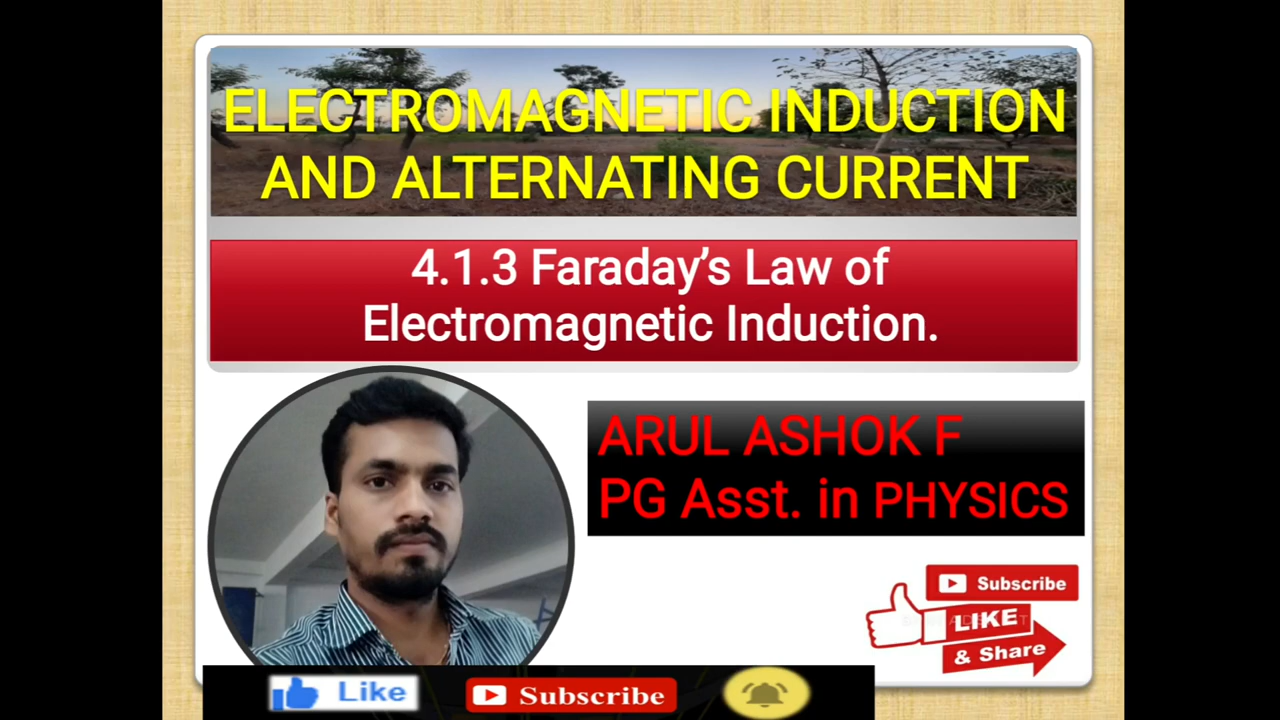 ELECTROMAGNETIC INDUCTION
AND ALTERNATING CURRENT
4.1.3 Faraday’s Law of
Electromagnetic Induction.
ARUL ASHOK F
PG Asst. in PHYSICS
Subscribe
LIKE
& Share
Like
Subscribe